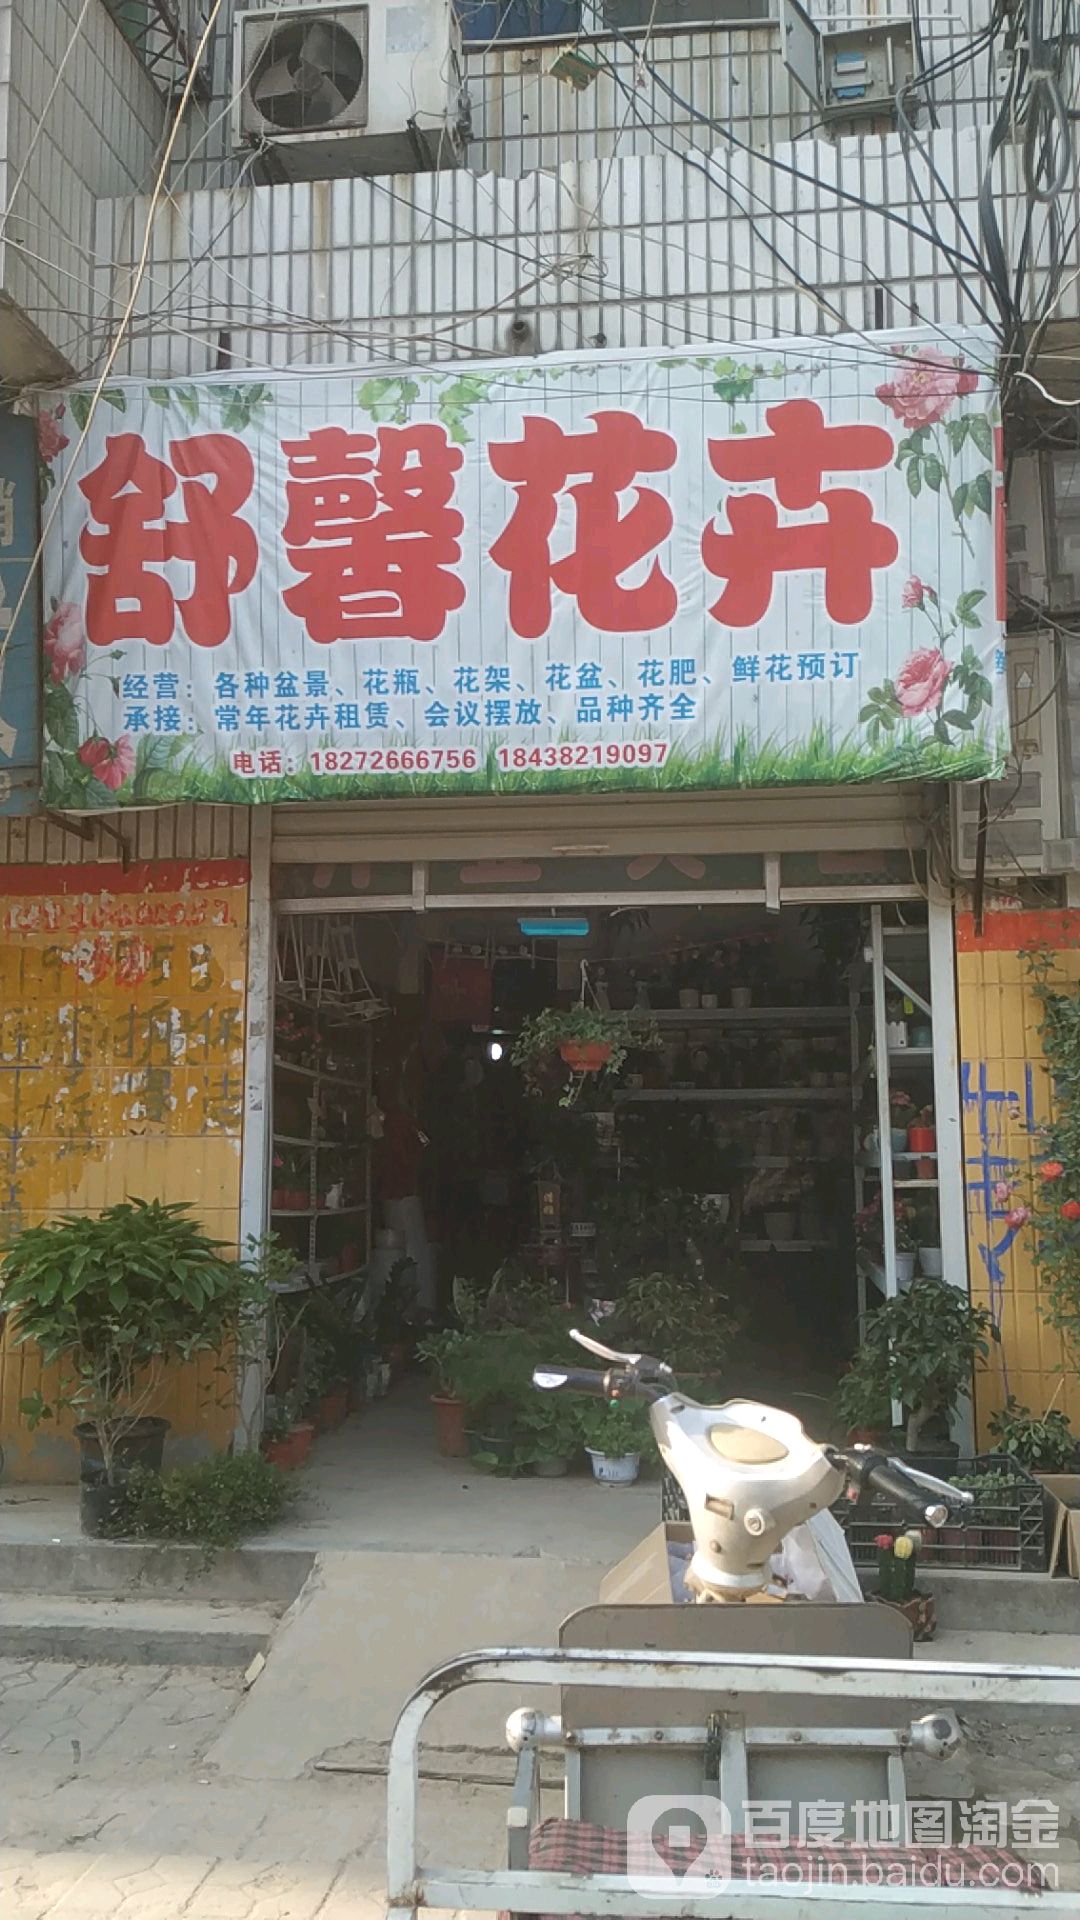 舒馨花卉
经营：各种盆景、花瓶、花架、花盆、花肥、鲜花预订
承接：常年花卉租赁、会议摆放、品种齐全
电话：18272666756 18438219097
百度地图淘金
taojin.baidu.com